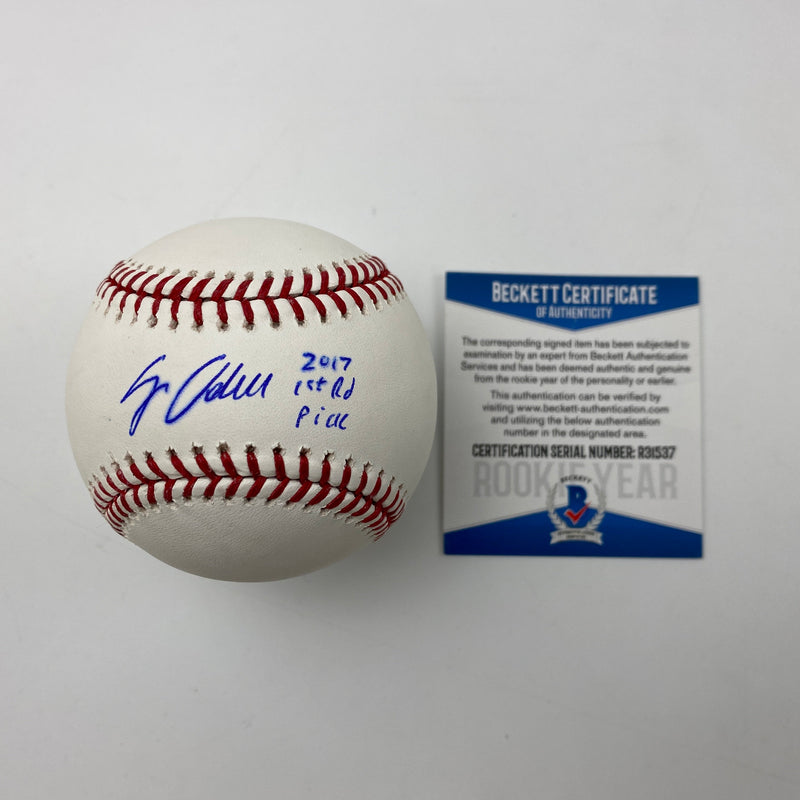 2017
1st Rd
Pick
BECKETT CERTIFICATE
OF AUTHENTICITY
The corresponding signed item has been subjected to
examination by an expert from Beckett Authentication
Services and has been deemed authentic and genuine
from the rookie year of the personality or earlier.
This authentication can be verified by
visiting www.beckett-authentication.com
and utilizing the below authentication
number in the designated area.
CERTIFICATION SERIAL NUMBER: R31537
ROOKIE YEAR
BECKETT
B